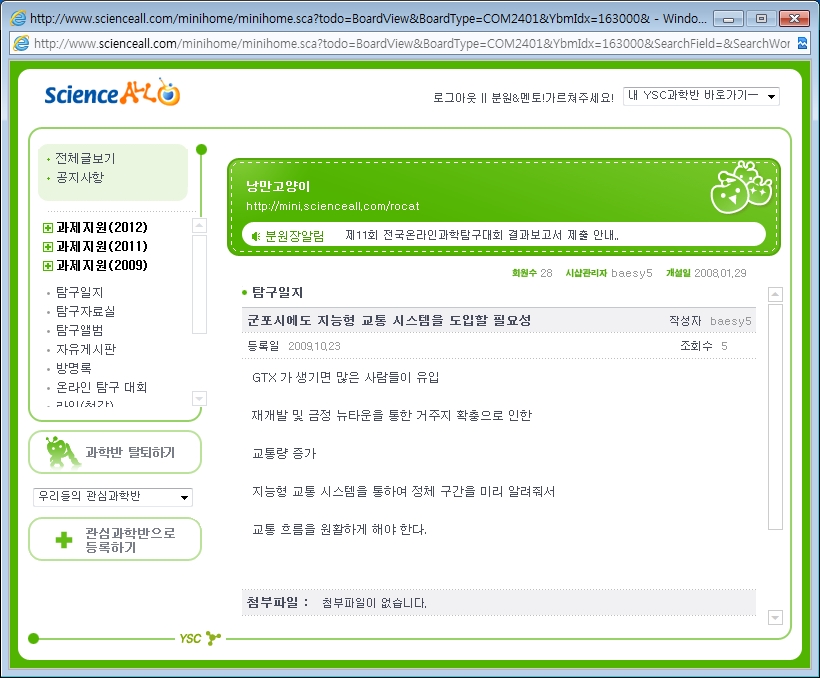 http://www.scienceall.com/minihome/minihome.sca?todo=BoardView&BoardType=COM2401&YbmIdx=163000& - Windo...
http://www.scienceall.com/minihome/minihome.sca?todo=BoardView&BoardType=COM2401&YbmIdx=163000&SearchField=&SearchWor
Science ALL
로그아웃 || 분원&멘토!가르쳐주세요!
내 YSC과학반 바로가기━
전체글보기
공지사항
과제지원(2012)
과제지원(2011)
과제지원(2009)
탐구일지
탐구자료실
탐구앨범
자유게시판
방명록
온라인 탐구 대회
과학반 탈퇴하기
우리들의 관심과학반
관심과학반으로
등록하기
낭만고양이
http://mini.scienceall.com/rocat
분원장알림 제11회 전국온라인과학탐구대회 결과보고서 제출 안내..
회원수 28 시샵관리자 baesy5 개설일 2008.01.29
탐구일지
군포시에도 지능형 교통 시스템을 도입할 필요성 작성자 baesy5
등록일 2009.10.23 조회수 5
GTX 가 생기면 많은 사람들이 유입
재개발 및 금정 뉴타운을 통한 거주지 확충으로 인한
교통량 증가
지능형 교통 시스템을 통하여 정체 구간을 미리 알려줘서
교통 흐름을 원활하게 해야 한다.
첨부파일 : 첨부파일이 없습니다.
YSC